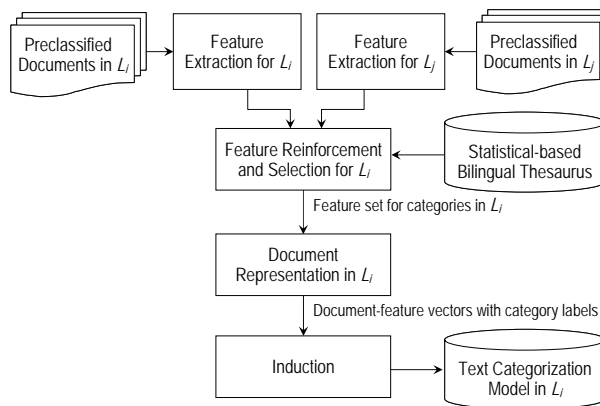 Preclassified
Documents in Li
Feature
Extraction for Li
Feature
Extraction for Lj
Preclassified
Documents in Lj
Feature Reinforcement
and Selection for Li
Statistical-based
Bilingual Thesaurus
Feature set for categories in Li
Document
Representation in Li
Document-feature vectors with category labels
Induction
Text Categorization
Model in Li